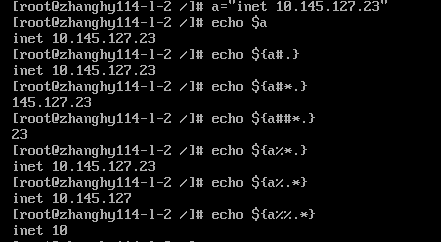 [root@zhanghy114-l-2 /]# a="inet 10.145.127.23"
[root@zhanghy114-l-2 /]# echo $a
inet 10.145.127.23
[root@zhanghy114-l-2 /]# echo ${a#.}
inet 10.145.127.23
[root@zhanghy114-l-2 /]# echo ${a#*.}
145.127.23
[root@zhanghy114-l-2 /]# echo ${a##*.}
23
[root@zhanghy114-l-2 /]# echo ${a%*.}
inet 10.145.127.23
[root@zhanghy114-l-2 /]# echo ${a%.*}
inet 10.145.127
[root@zhanghy114-l-2 /]# echo ${a%%.*}
inet 10